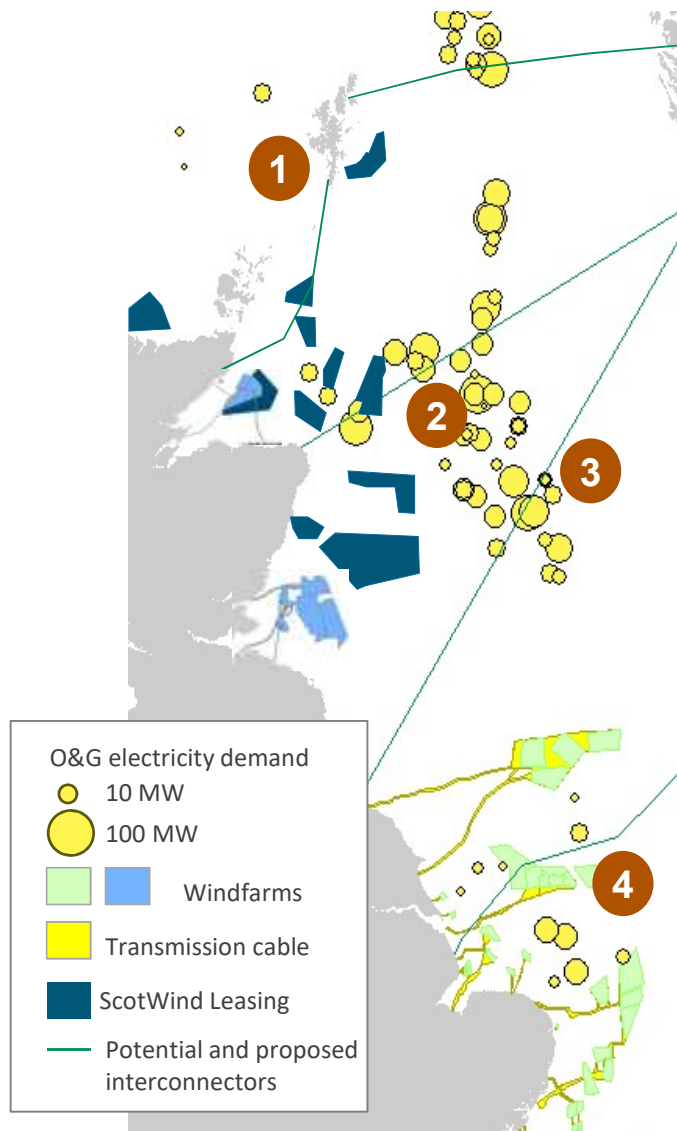 1
2
3
4
O&G electricity demand
10 MW
100 MW
Windfarms
Transmission cable
ScotWind Leasing
Potential and proposed
interconnectors